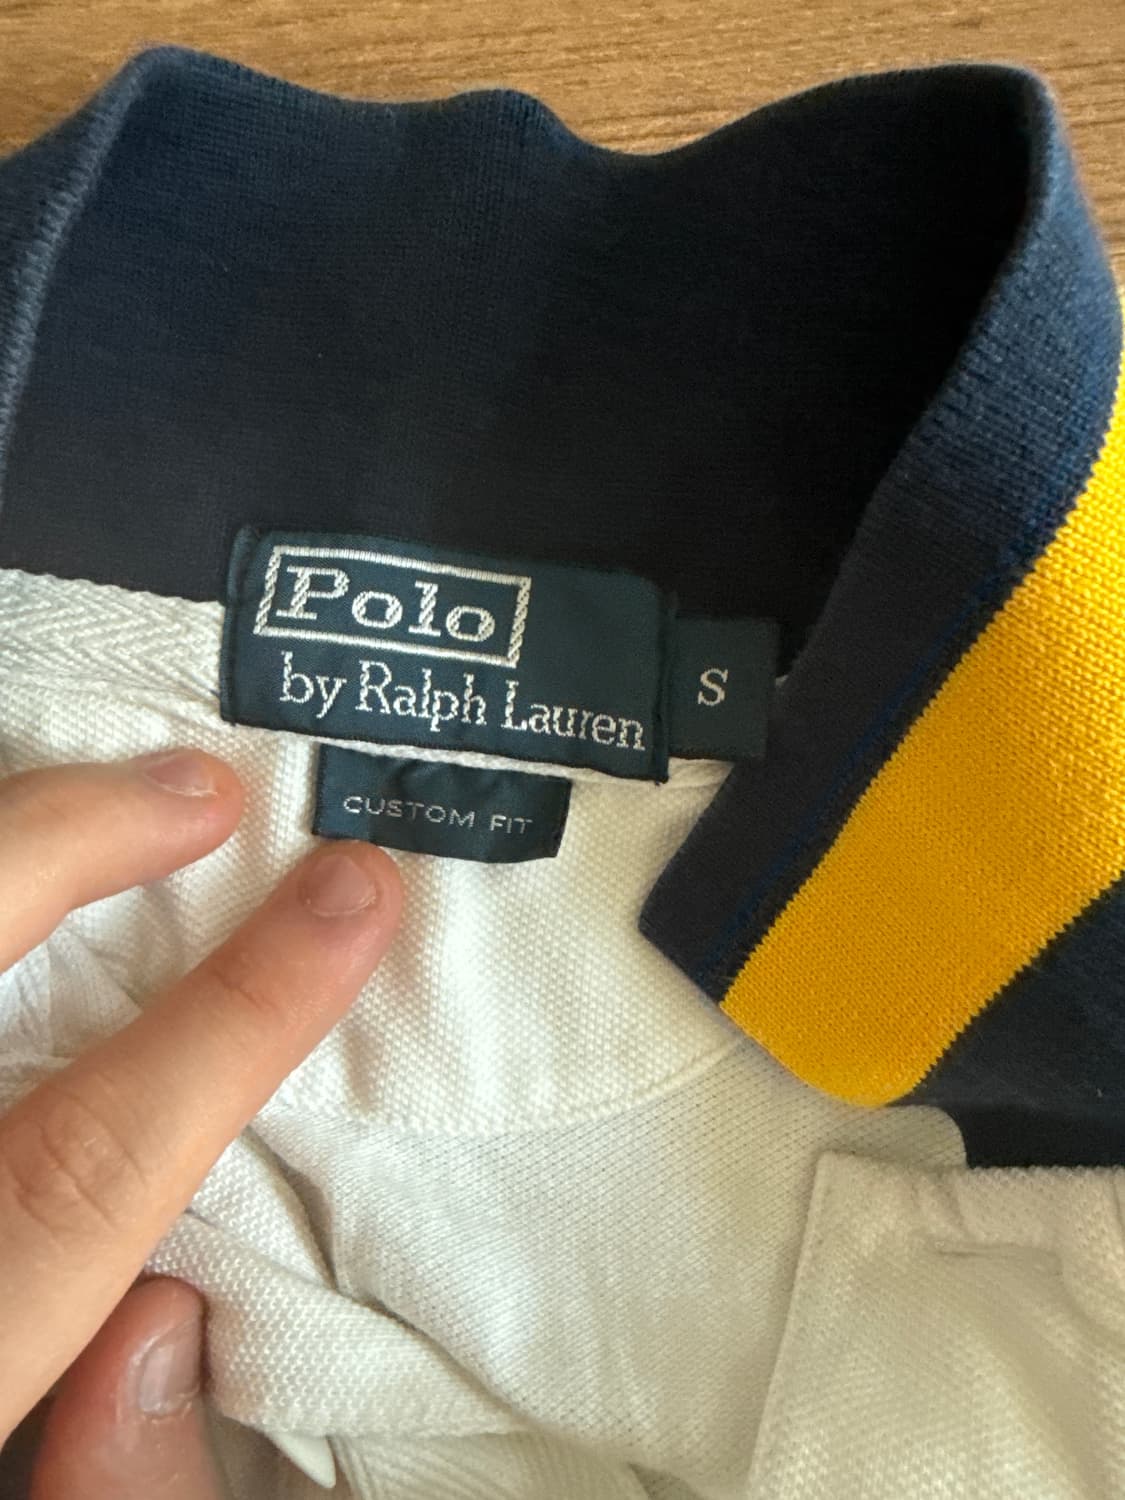 Polo
by Ralph Lauren
S
CUSTOM FIT